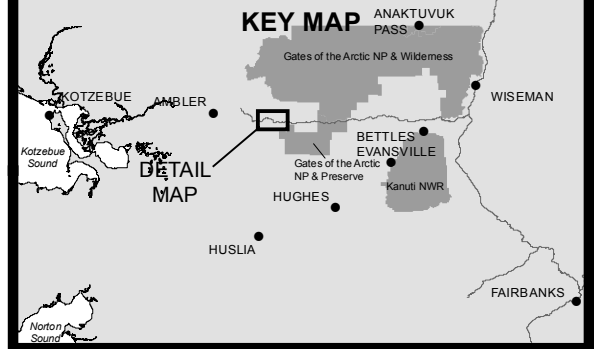 KEY MAP
ANAKTUVUK
PASS
Gates of the Arctic NP & Wilderness
KOTZEBUE
AMBLER
WISEMAN
Kotzebue
Sound
BETTLES
EVANSVILLE
DETAIL
MAP
Gates of the Arctic
NP & Preserve
Kanuti NWR
HUGHES
HUSLIA
FAIRBANKS
Norton
Sound